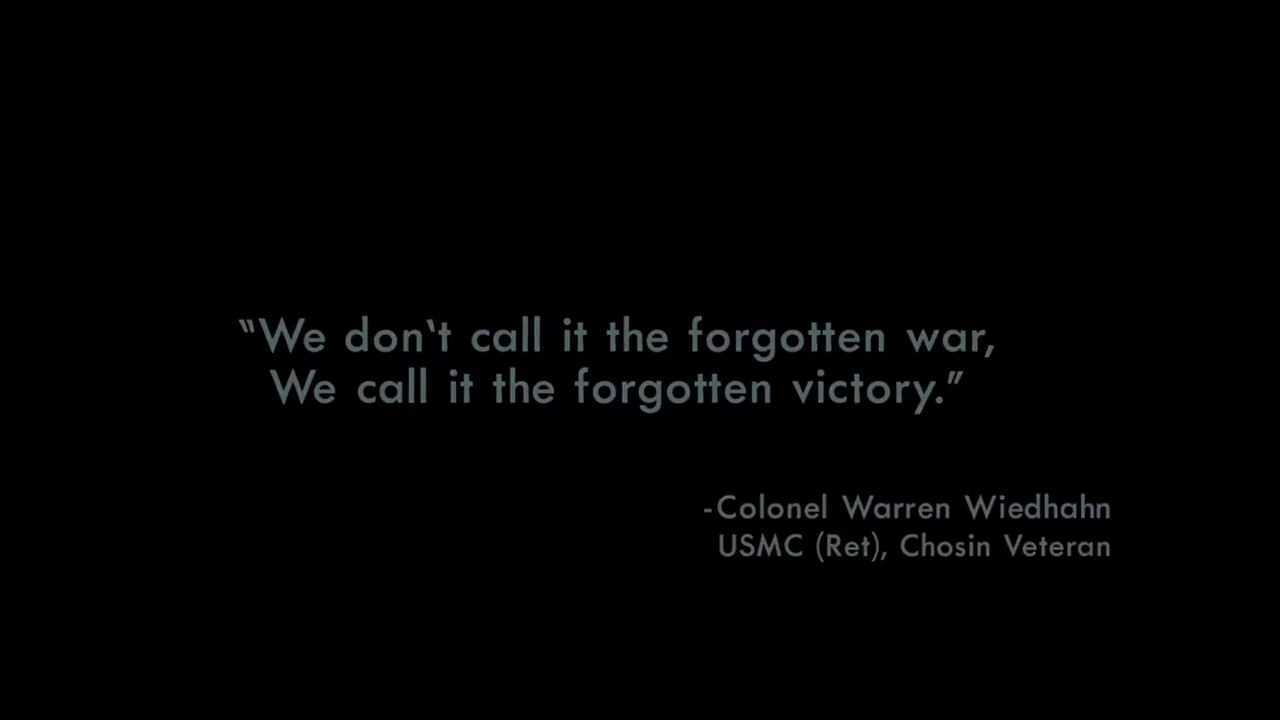 “We don‘t call it the forgotten war,
We call it the forgotten victory.”
-Colonel Warren Wiedhahn
USMC (Ret), Chosin Veteran